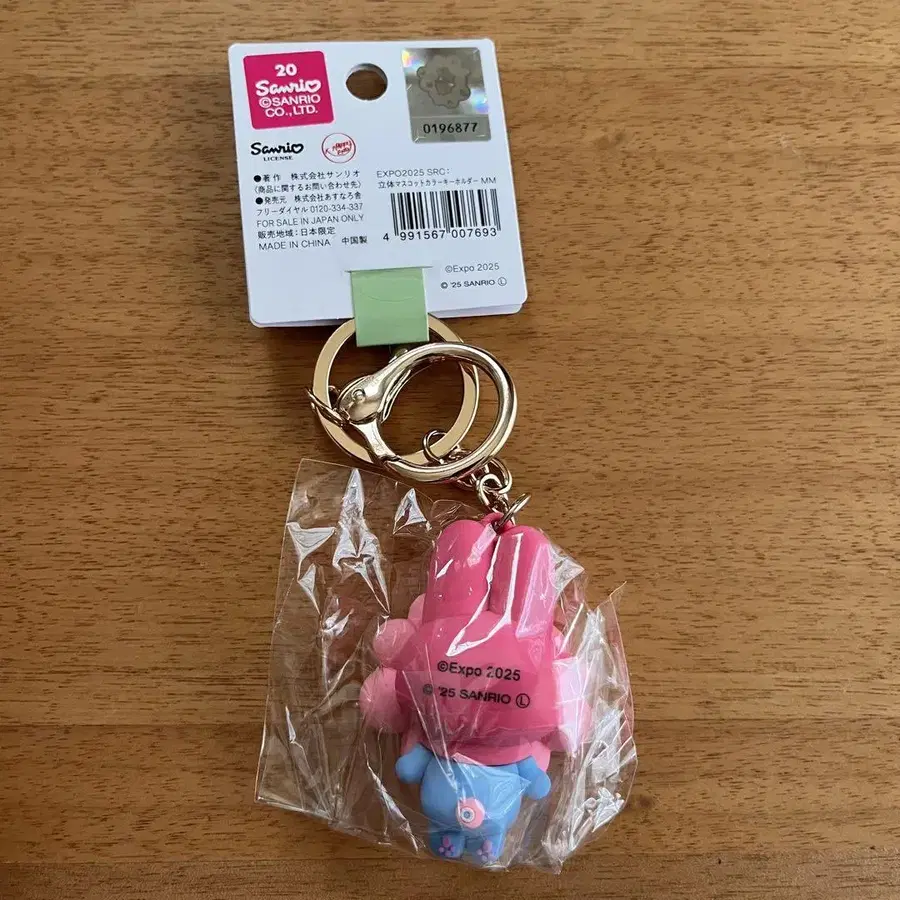 20
Sanrio
©SANRIO
CO., LTD.
0196877
Sanrio
LICENSE
●著作 株式会社サンリオ
(商品に関するお問い合わせ先)
●発売元 株式会社あすなろ舎
フリーダイヤル 0120-334-337
FOR SALE IN JAPAN ONLY
販売地域:日本限定
MADE IN CHINA 中国製
EXPO2025 SRC:
立体マスコットカラーキーホルダー MM
4 991567 007693
©Expo 2025
© '25 SANRIO Ⓛ
©Expo 2025
© '25 SANRIO Ⓛ